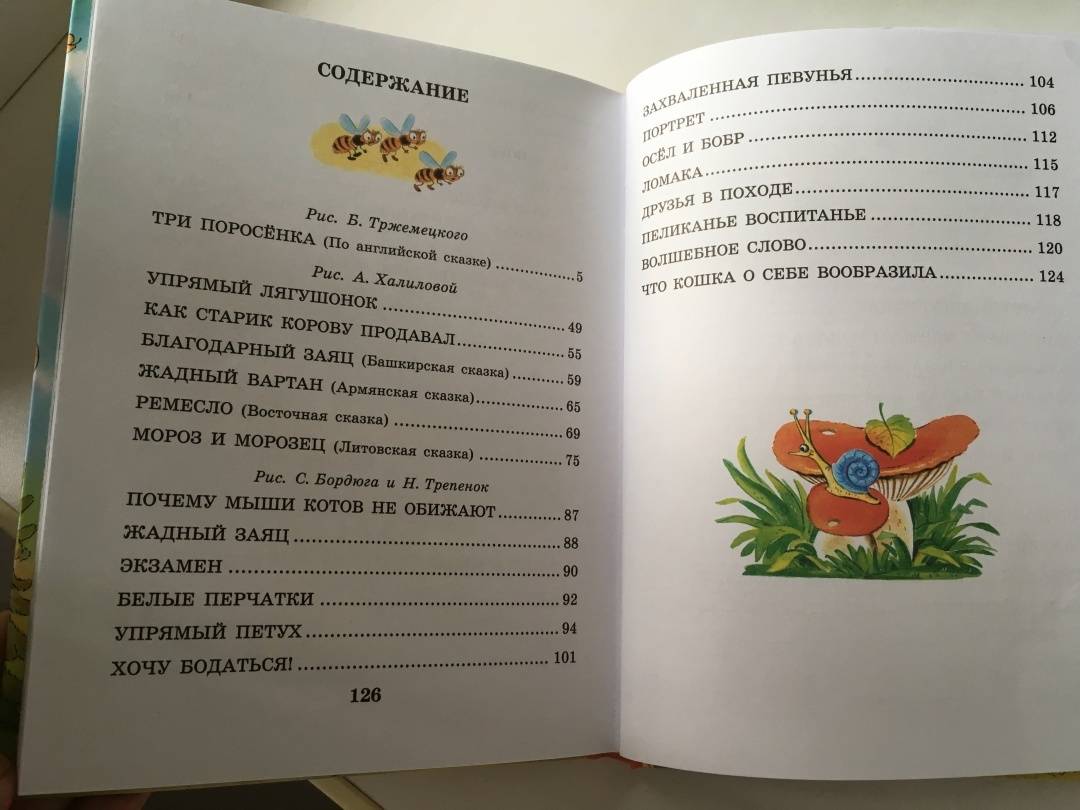 СОДЕРЖАНИЕ
Рис. Б. Тржемецкого
ТРИ ПОРОСЁНКА (По английской сказке) ..................5
Рис. А. Халиловой
УПРЯМЫЙ ЛЯГУШОНОК ..................49
КАК СТАРИК КОРОВУ ПРОДАВАЛ..................55
БЛАГОДАРНЫЙ ЗАЯЦ (Башкирская сказка) ..................59
ЖАДНЫЙ ВАРТАН (Армянская сказка)..................65
РЕМЕСЛО (Восточная сказка) ..................69
МОРОЗ И МОРОЗЕЦ (Литовская сказка) ..................75
Рис. С. Бордюга и Н. Трепенок
ПОЧЕМУ МЫШИ КОТОВ НЕ ОБИЖАЮТ..................87
ЖАДНЫЙ ЗАЯЦ..................88
ЭКЗАМЕН ..................90
БЕЛЫЕ ПЕРЧАТКИ ..................92
УПРЯМЫЙ ПЕТУХ..................94
ХОЧУ БОДАТЬСЯ!..................101
126
ЗАХВАЛЕННАЯ ПЕВУНЬЯ..................104
ПОРТРЕТ ..................106
ОСЁЛ И БОБР..................112
ЛОМАКА..................115
ДРУЗЬЯ В ПОХОДЕ..................117
ПЕЛИКАНЬЕ ВОСПИТАНЬЕ ..................118
ВОЛШЕБНОЕ СЛОВО..................120
ЧТО КОШКА О СЕБЕ ВООБРАЗИЛА..................124